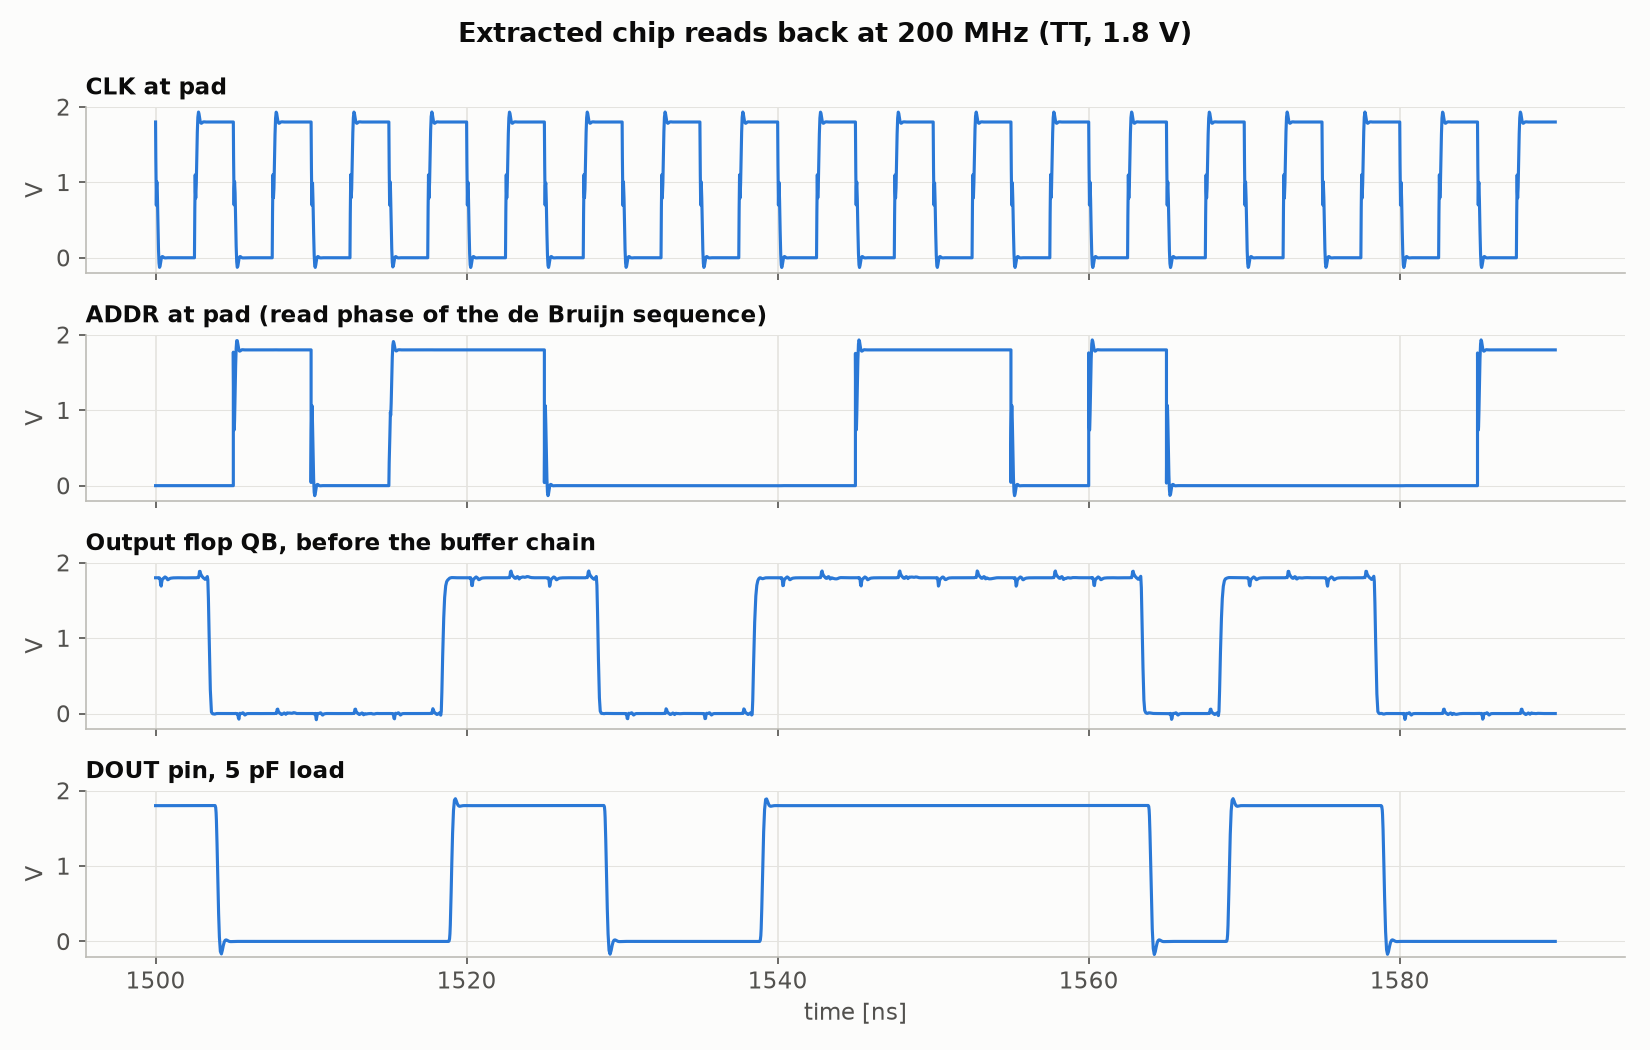 Extracted chip reads back at 200 MHz (TT, 1.8 V)
CLK at pad
2
1
0
V
ADDR at pad (read phase of the de Bruijn sequence)
2
1
0
V
Output flop QB, before the buffer chain
2
1
0
V
DOUT pin, 5 pF load
2
1
0
V
1500 1520 1540 1560 1580
time [ns]